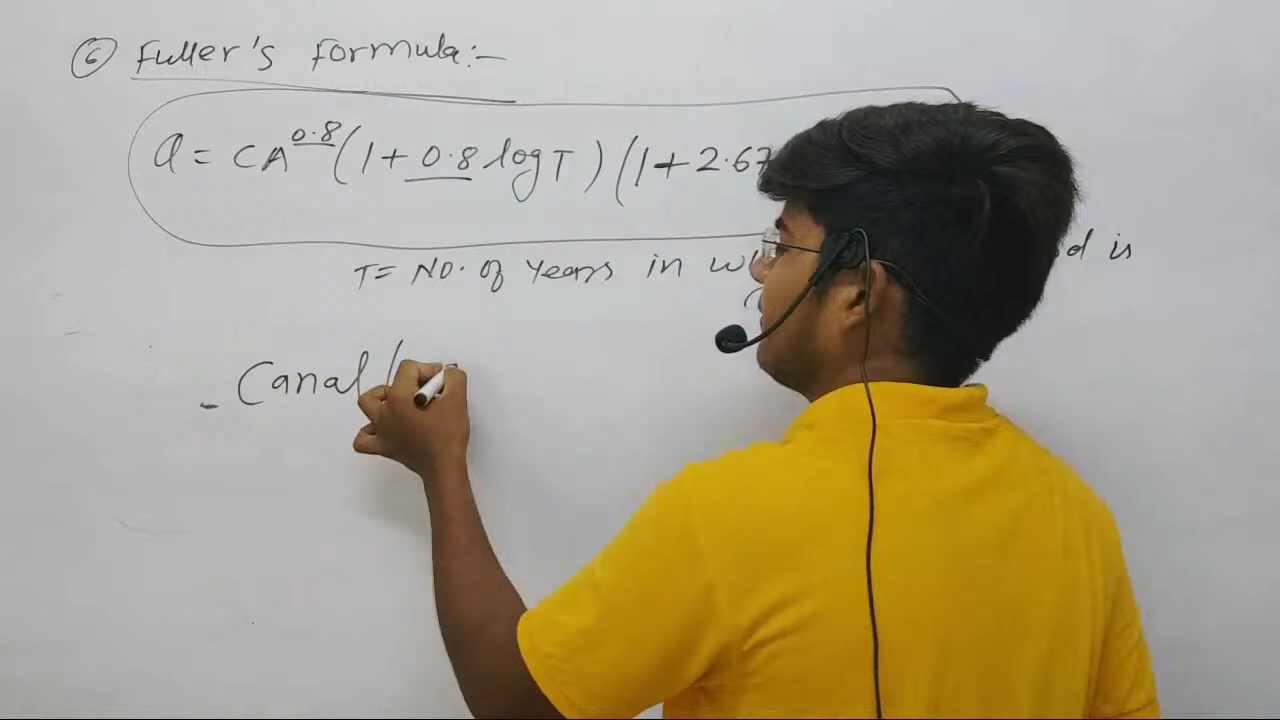 ⑥ Fuller's formula:-
Q = CA^0.8 (1 + 0.8 log T) (1 + 2.67
T = NO. of years in is
- Canal